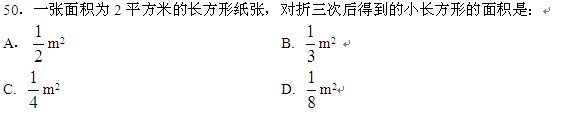 50．一张面积为 2 平方米的长方形纸张，对折三次后得到的小长方形的面积是：↵
A． 1/2 m² B． 1/3 m² ↵
C. 1/4 m² D． 1/8 m²↵